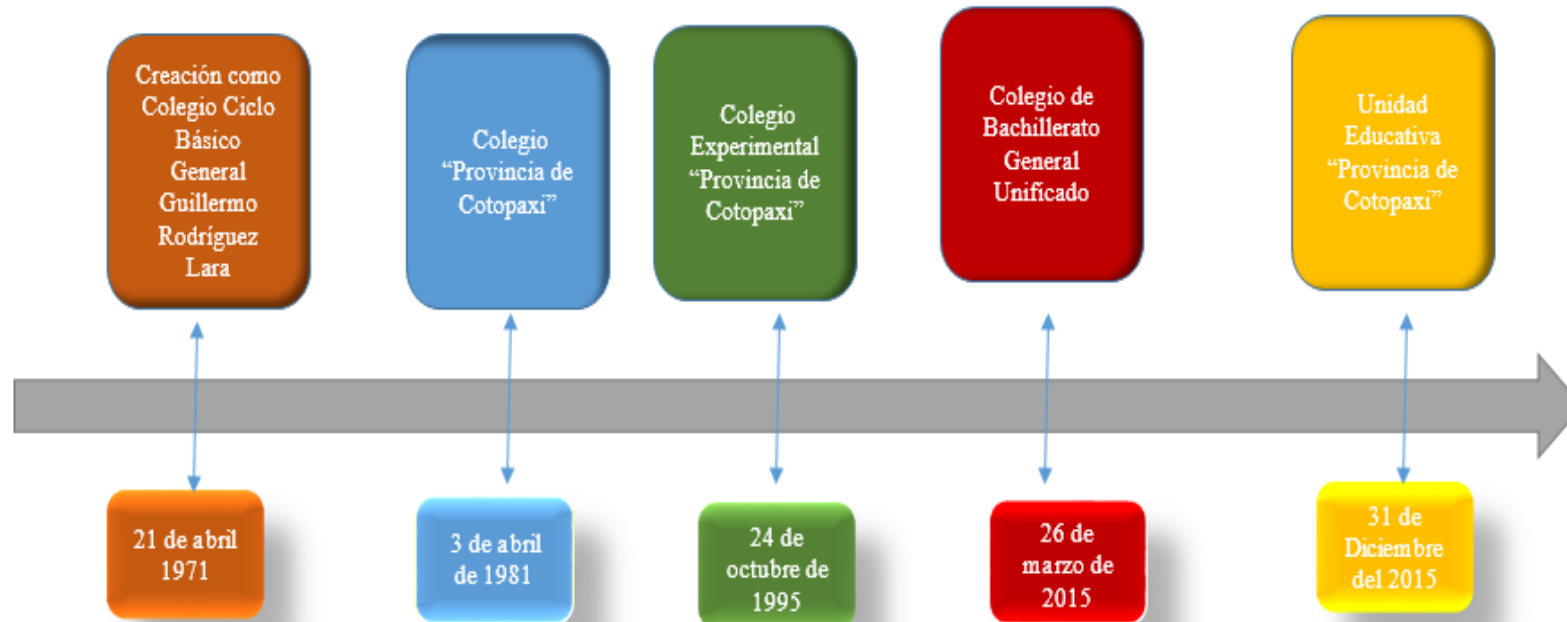 Creación como
Colegio Ciclo
Básico
General
Guillermo
Rodríguez
Lara
Colegio
“Provincia de
Cotopaxi”
Colegio
Experimental
“Provincia de
Cotopaxi”
Colegio de
Bachillerato
General
Unificado
Unidad
Educativa
“Provincia de
Cotopaxi”
21 de abril
1971
3 de abril
de 1981
24 de
octubre de
1995
26 de
marzo de
2015
31 de
Diciembre
del 2015